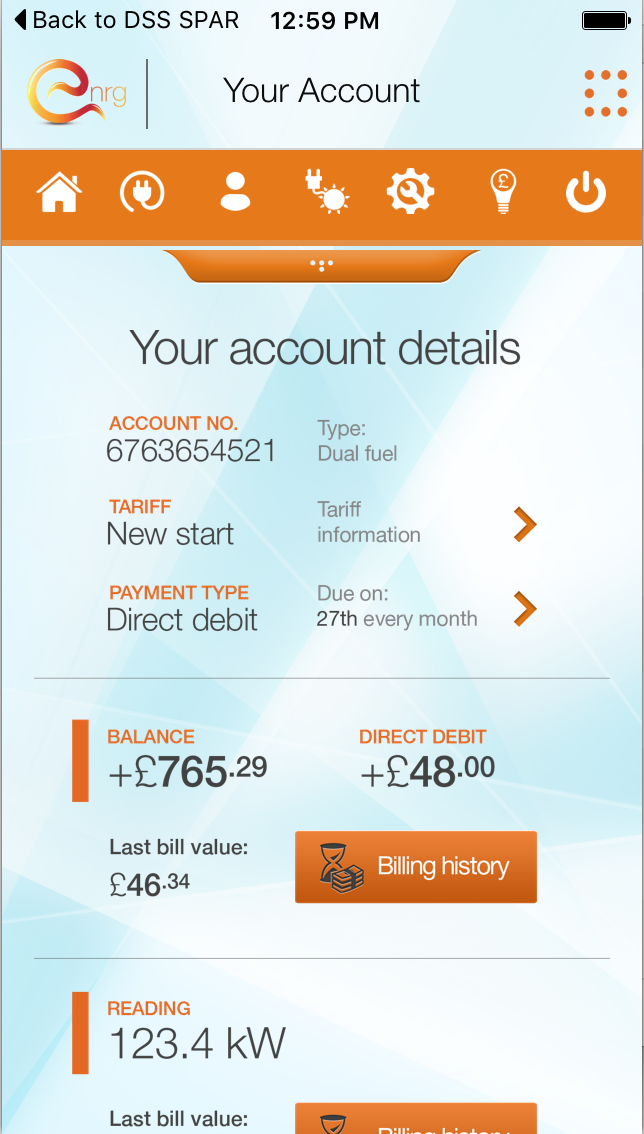 Back to DSS SPAR 12:59 PM
nrg
Your Account
£
Your account details
ACCOUNT NO.
6763654521
Type:
Dual fuel
TARIFF
New start
Tariff
information
PAYMENT TYPE
Direct debit
Due on:
27th every month
BALANCE
+£765.29
DIRECT DEBIT
+£48.00
Last bill value:
£46.34
Billing history
READING
123.4 kW
Last bill value:
Billing history